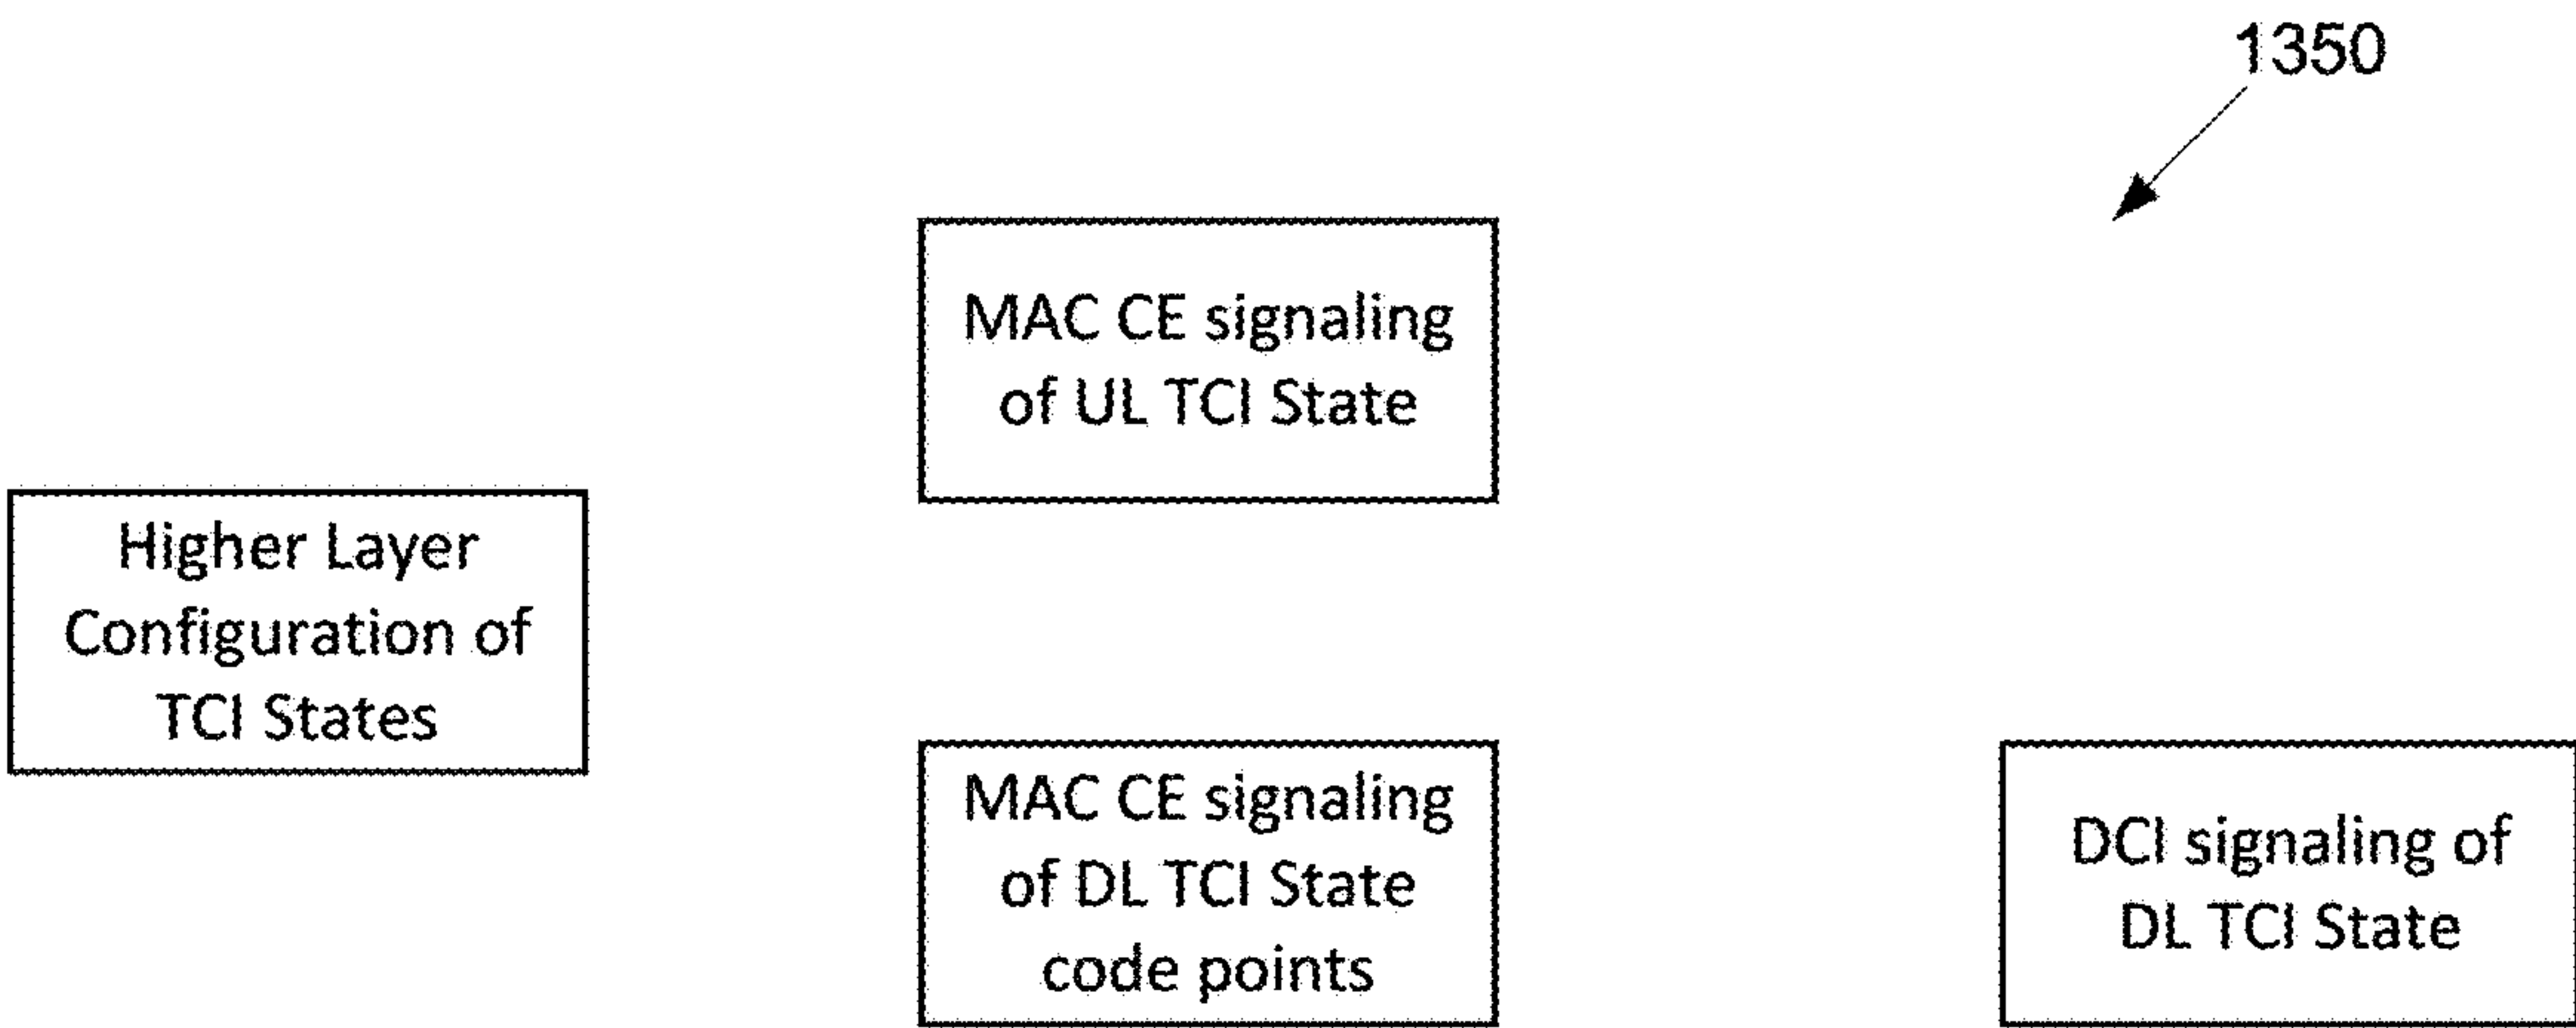 1350
MAC CE signaling
of UL TCI State
Higher Layer
Configuration of
TCI States
MAC CE signaling
of DL TCI State
code points
DCI signaling of
DL TCI State